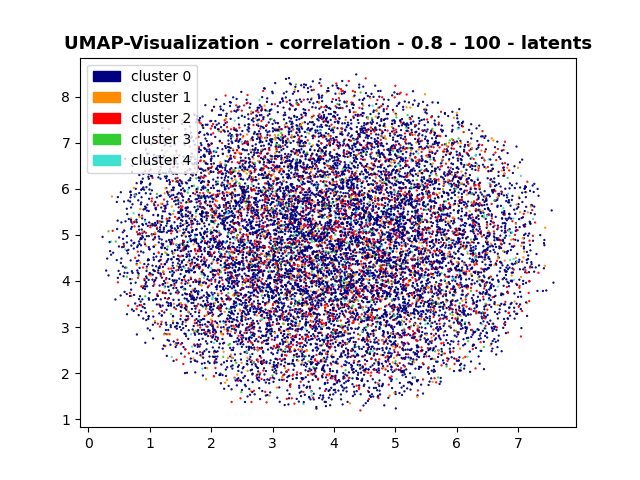 UMAP-Visualization - correlation - 0.8 - 100 - latents
cluster 0
cluster 1
cluster 2
cluster 3
cluster 4
8
7
6
5
4
3
2
1
0 1 2 3 4 5 6 7